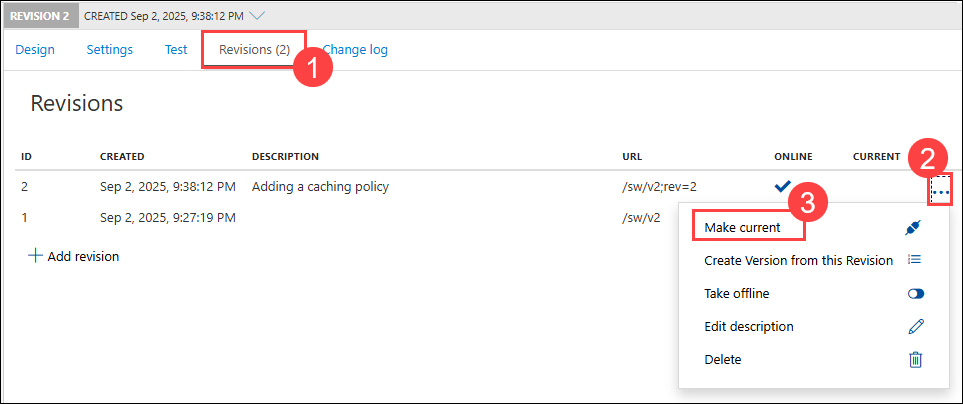 REVISION 2 CREATED Sep 2, 2025, 9:38:12 PM
Design Settings Test Revisions (2) Change log
1
Revisions
2
ID CREATED DESCRIPTION URL ONLINE CURRENT
2 Sep 2, 2025, 9:38:12 PM Adding a caching policy /sw/v2;rev=2 ...
3
1 Sep 2, 2025, 9:27:19 PM /sw/v2
Make current
Add revision
Create Version from this Revision
Take offline
Edit description
Delete